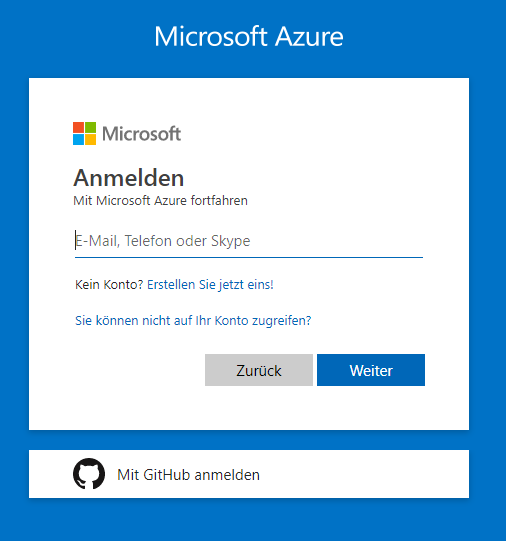 Microsoft Azure
Microsoft
Anmelden
Mit Microsoft Azure fortfahren
E-Mail, Telefon oder Skype
Kein Konto? Erstellen Sie jetzt eins!
Sie können nicht auf Ihr Konto zugreifen?
Zurück
Weiter
Mit GitHub anmelden